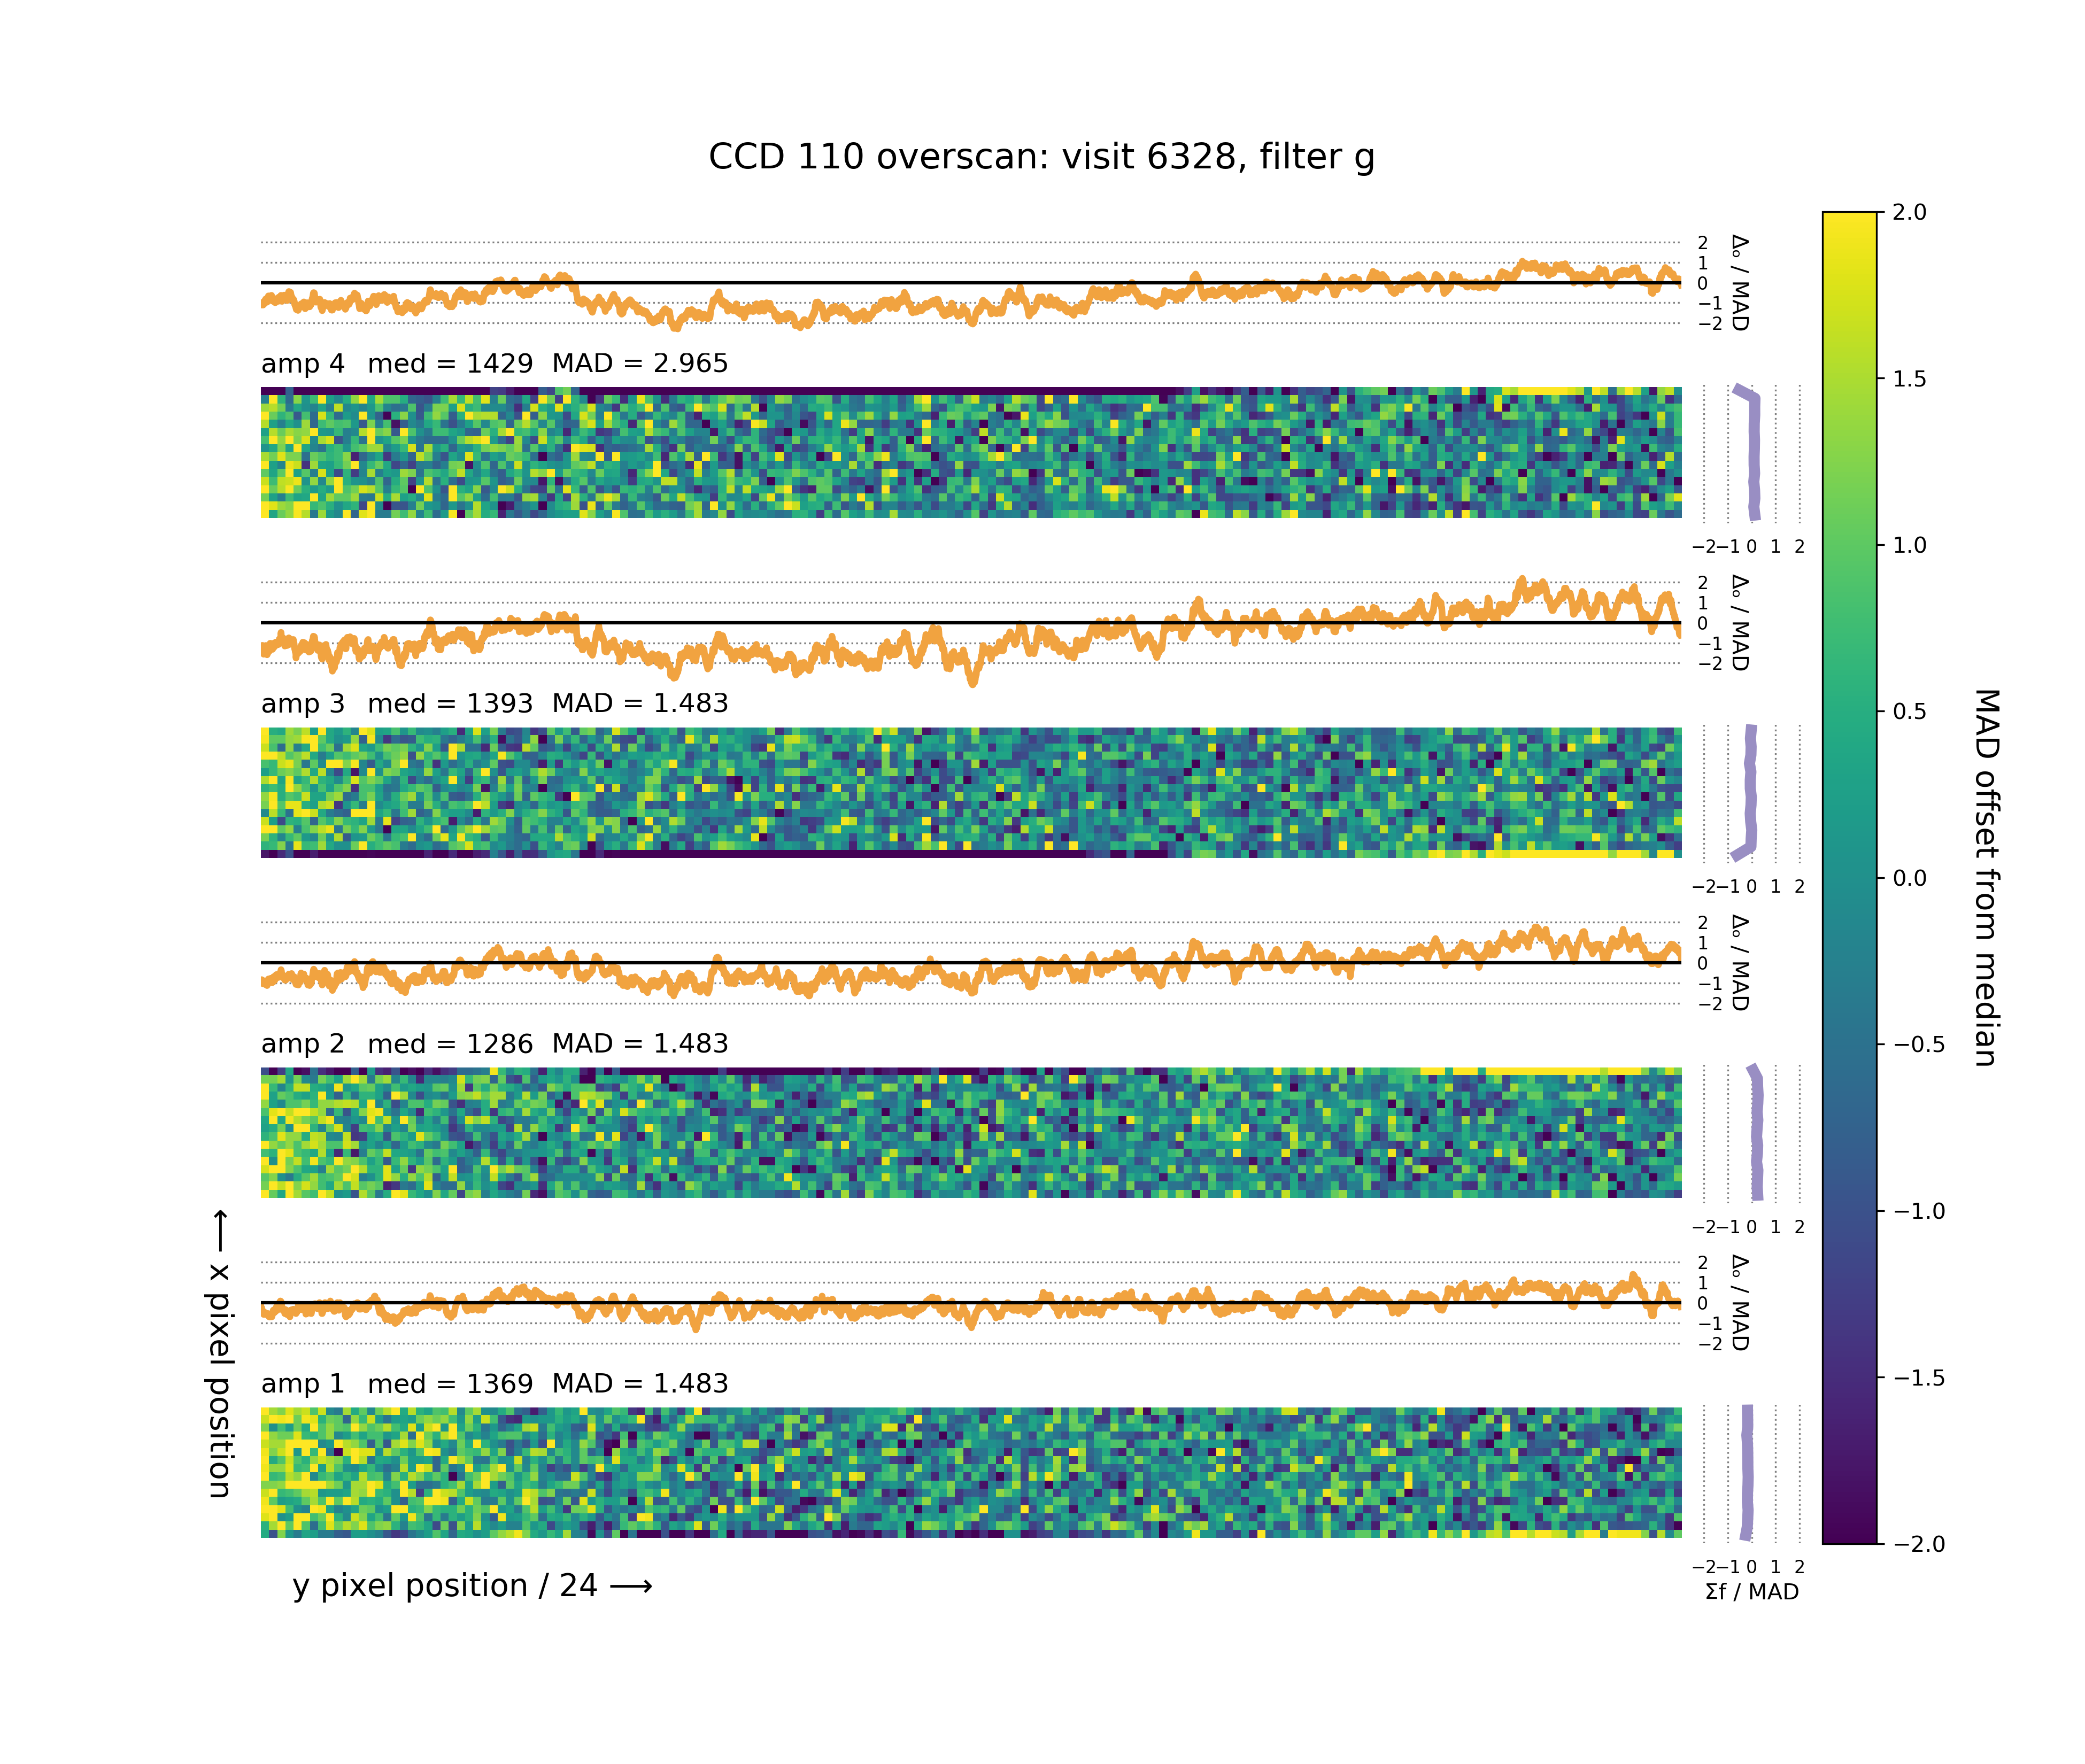 CCD 110 overscan: visit 6328, filter g
2
1
0
−1
−2
Δₒ / MAD
amp 4 med = 1429 MAD = 2.965
−2 −1 0 1 2
2
1
0
−1
−2
Δₒ / MAD
amp 3 med = 1393 MAD = 1.483
−2 −1 0 1 2
2
1
0
−1
−2
Δₒ / MAD
amp 2 med = 1286 MAD = 1.483
−2 −1 0 1 2
2
1
0
−1
−2
Δₒ / MAD
amp 1 med = 1369 MAD = 1.483
−2 −1 0 1 2
Σf / MAD
⟵ x pixel position
y pixel position / 24 ⟶
2.0
1.5
1.0
0.5
0.0
−0.5
−1.0
−1.5
−2.0
MAD offset from median